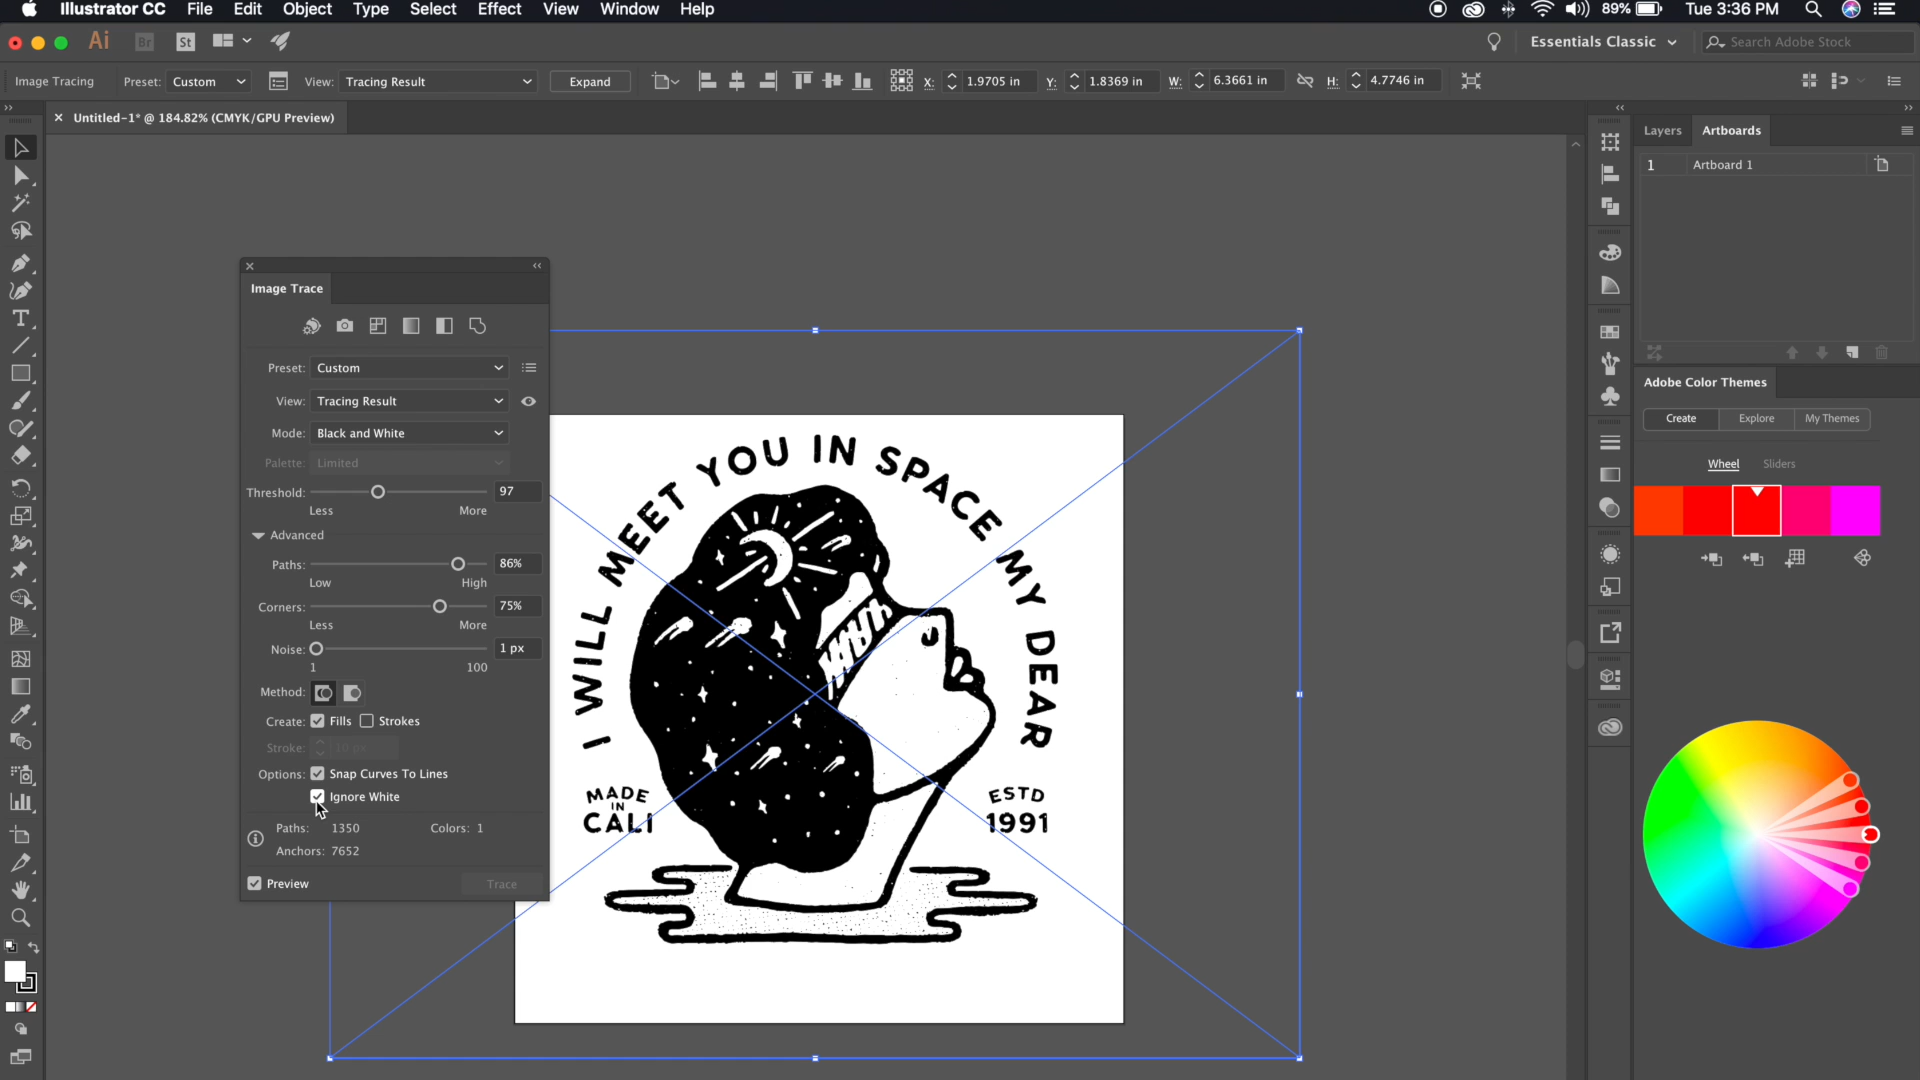 Illustrator CC File Edit Object Type Select Effect View Window Help 89% Tue 3:36 PM
Ai Br St Essentials Classic Search Adobe Stock
Image Tracing Preset: Custom View: Tracing Result Expand X: 1.9705 in Y: 1.8369 in W: 6.3661 in H: 4.7746 in
Untitled-1* @ 184.82% (CMYK/GPU Preview)
Layers Artboards
1 Artboard 1
Image Trace
Preset: Custom
View: Tracing Result
Mode: Black and White
Palette: Limited
Threshold: 97
Less More
Advanced
Paths: 86%
Low High
Corners: 75%
Less More
Noise: 1 px
1 100
Method:
Create: Fills Strokes
Stroke: 10 px
Options: Snap Curves To Lines
Ignore White
Paths: 1350 Colors: 1
Anchors: 7652
Preview Trace
I WILL MEET YOU IN SPACE MY DEAR
MADE
IN
CALI
ESTD
1991
Adobe Color Themes
Create Explore My Themes
Wheel Sliders